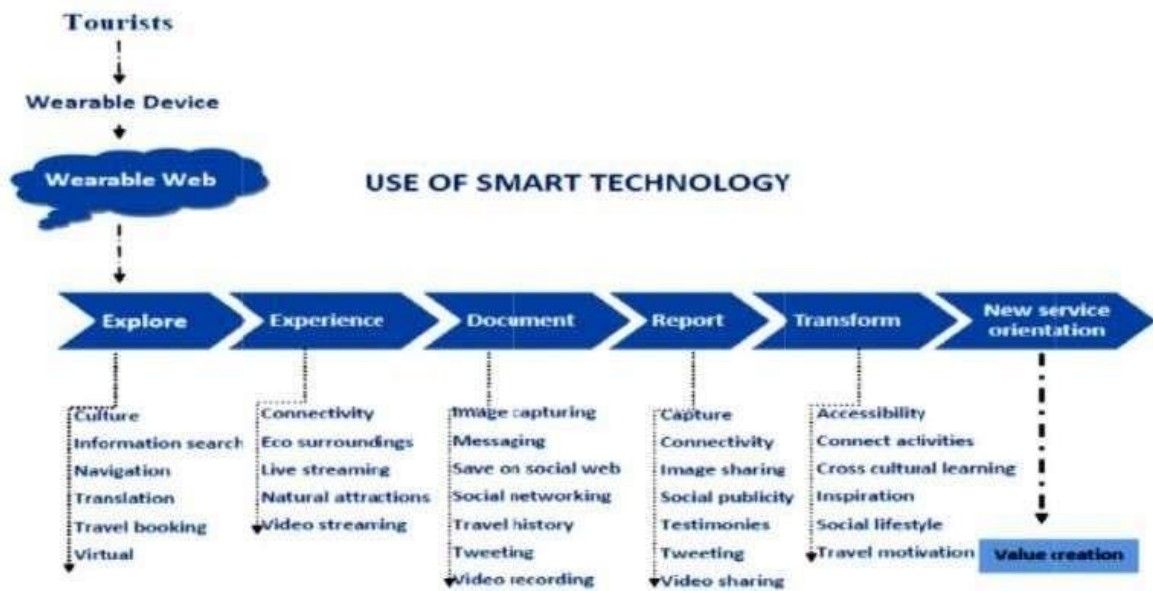 Tourists
Wearable Device
Wearable Web
USE OF SMART TECHNOLOGY
Explore
Experience
Document
Report
Transform
New service
orientation
Culture
Information search
Navigation
Translation
Travel booking
Virtual
Connectivity
Eco surroundings
Live streaming
Natural attractions
Video streaming
Image capturing
Messaging
Save on social web
Social networking
Travel history
Tweeting
Video recording
Capture
Connectivity
Image sharing
Social publicity
Testimonies
Tweeting
Video sharing
Accessibility
Connect activities
Cross cultural learning
Inspiration
Social lifestyle
Travel motivation
Value creation